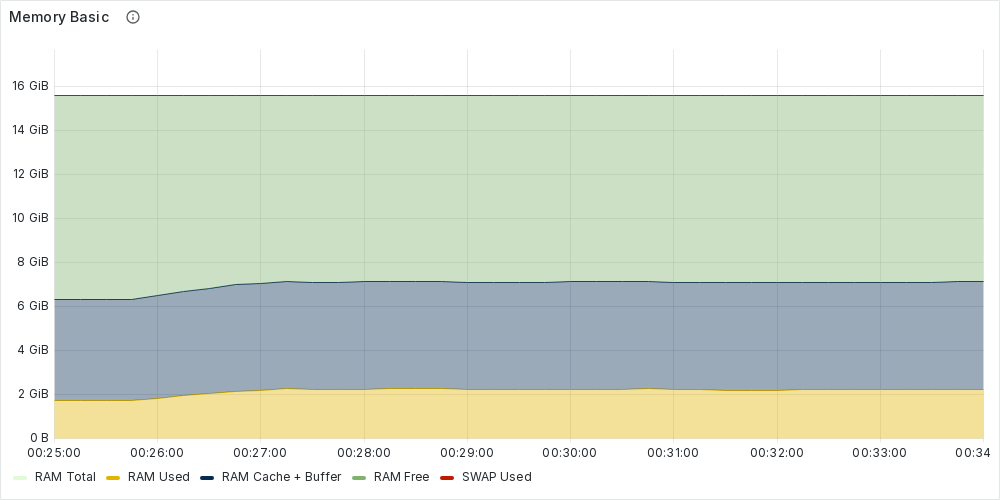 Memory Basic
16 GiB
14 GiB
12 GiB
10 GiB
8 GiB
6 GiB
4 GiB
2 GiB
0 B
00:25:00 00:26:00 00:27:00 00:28:00 00:29:00 00:30:00 00:31:00 00:32:00 00:33:00 00:34
RAM Total RAM Used RAM Cache + Buffer RAM Free SWAP Used